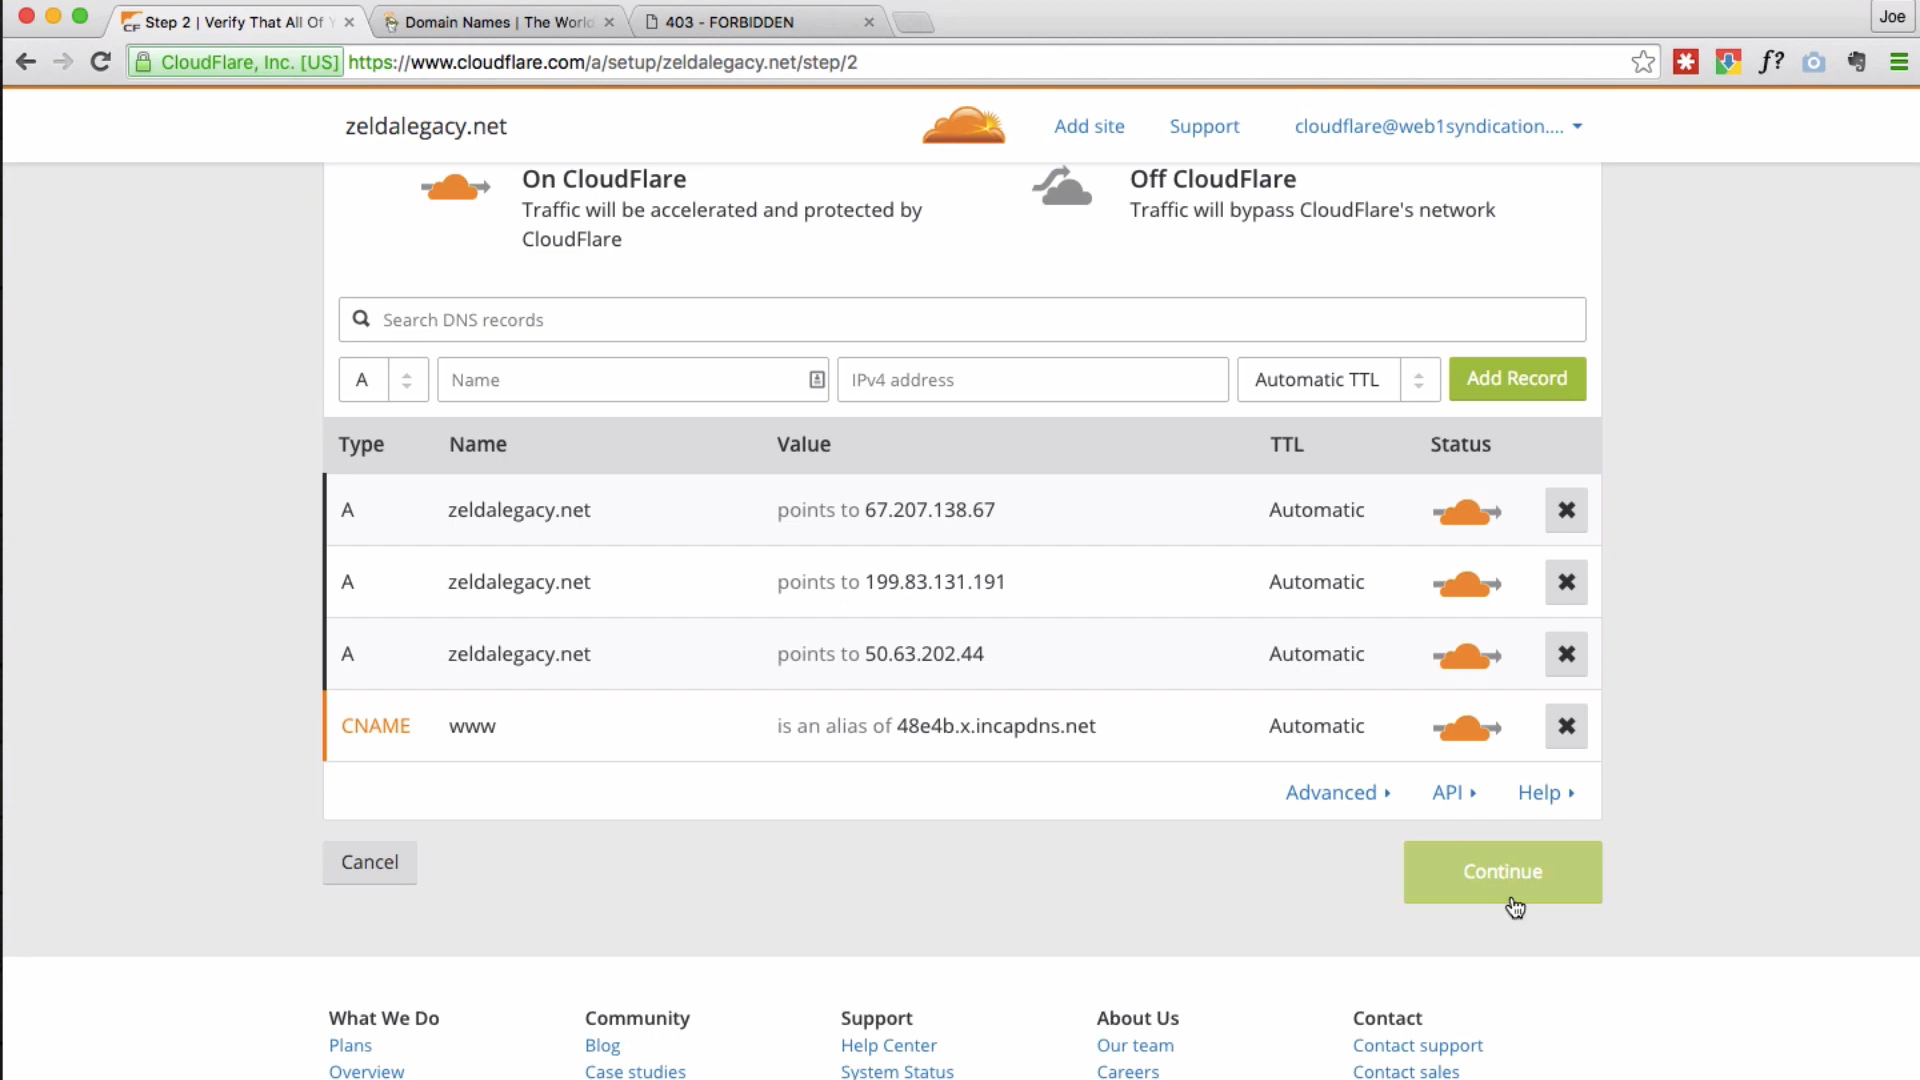 Step 2 | Verify That All Of Y
Domain Names | The World
403 - FORBIDDEN
Joe
CloudFlare, Inc. [US]
https://www.cloudflare.com/a/setup/zeldalegacy.net/step/2
f?
zeldalegacy.net
Add site
Support
cloudflare@web1syndication....
On CloudFlare
Traffic will be accelerated and protected by
CloudFlare
Off CloudFlare
Traffic will bypass CloudFlare's network
Search DNS records
A
Name
IPv4 address
Automatic TTL
Add Record
Type Name Value TTL Status
A zeldalegacy.net points to 67.207.138.67 Automatic
A zeldalegacy.net points to 199.83.131.191 Automatic
A zeldalegacy.net points to 50.63.202.44 Automatic
CNAME www is an alias of 48e4b.x.incapdns.net Automatic
Advanced API Help
Cancel
Continue
What We Do Community Support About Us Contact
Plans Blog Help Center Our team Contact support
Overview Case studies System Status Careers Contact sales